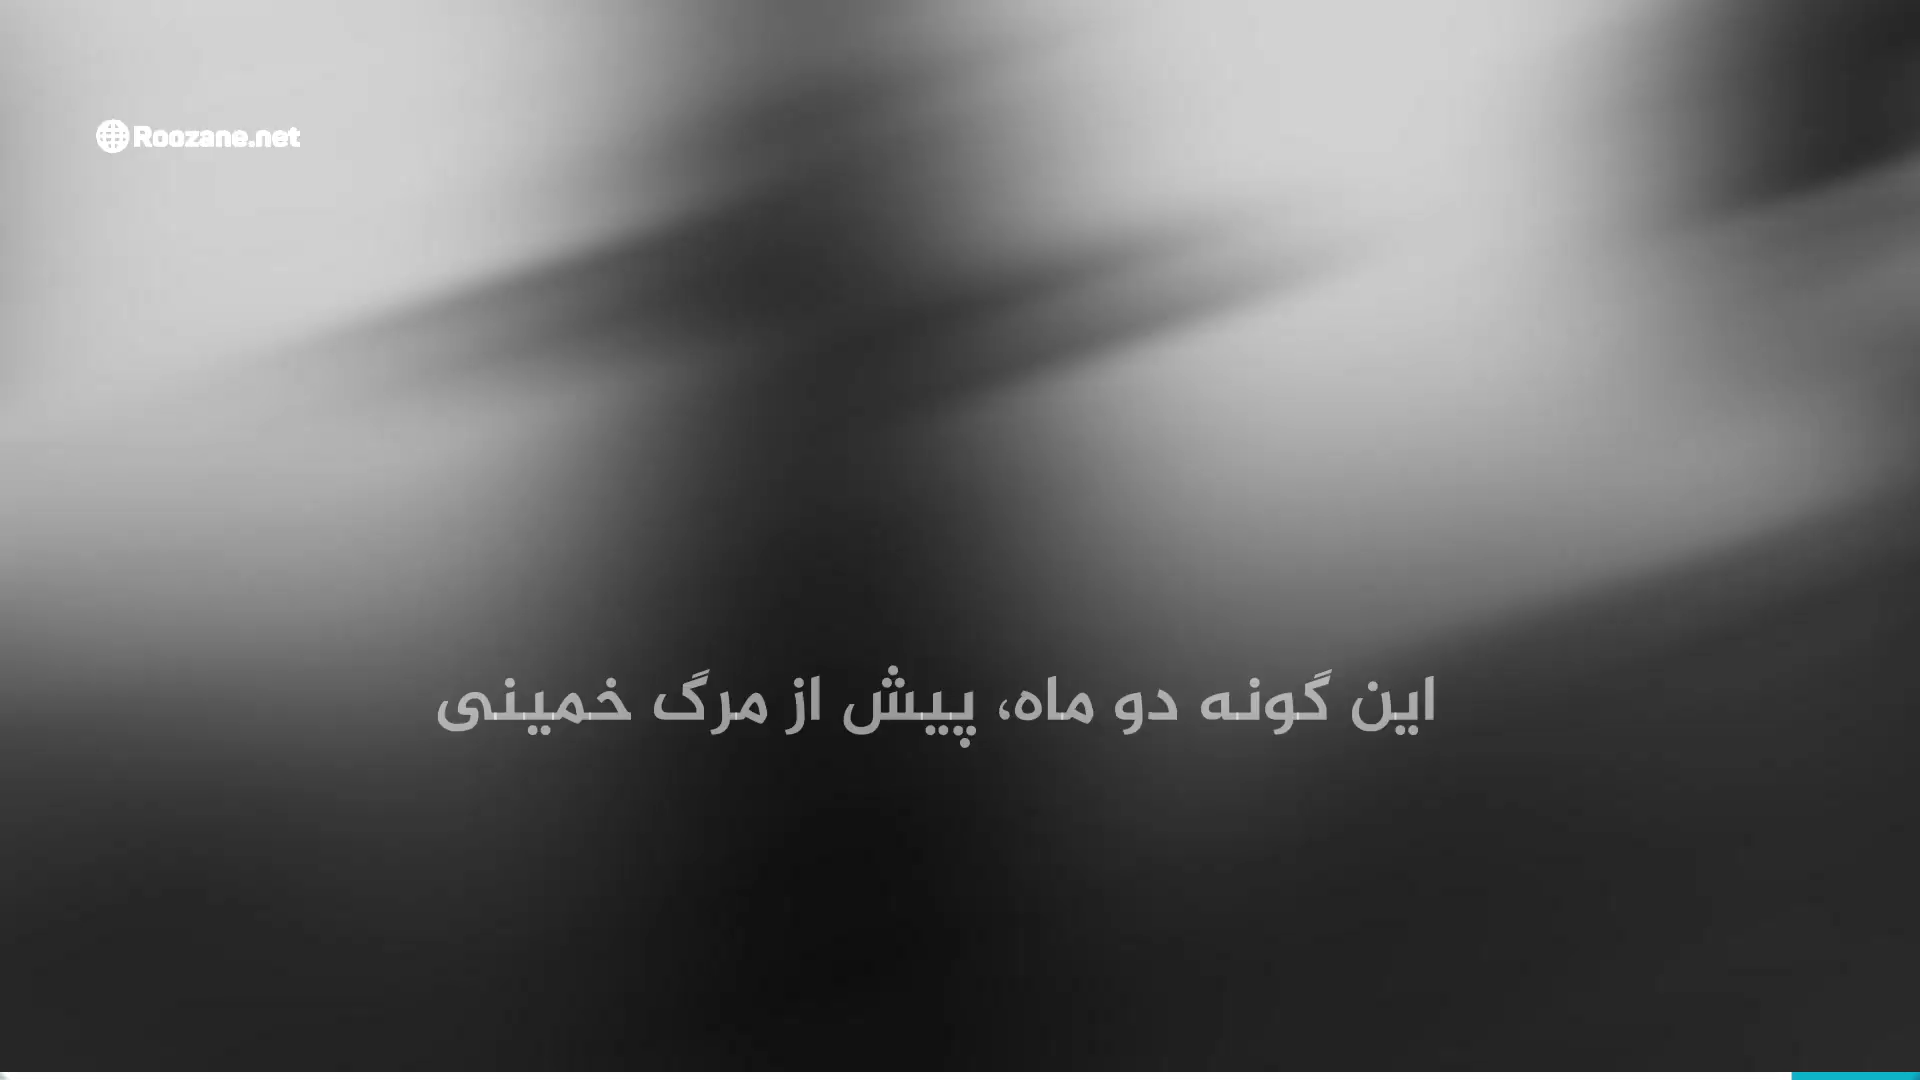 Roozane.net
این گونه دو ماه، پیش از مرگ خمینی